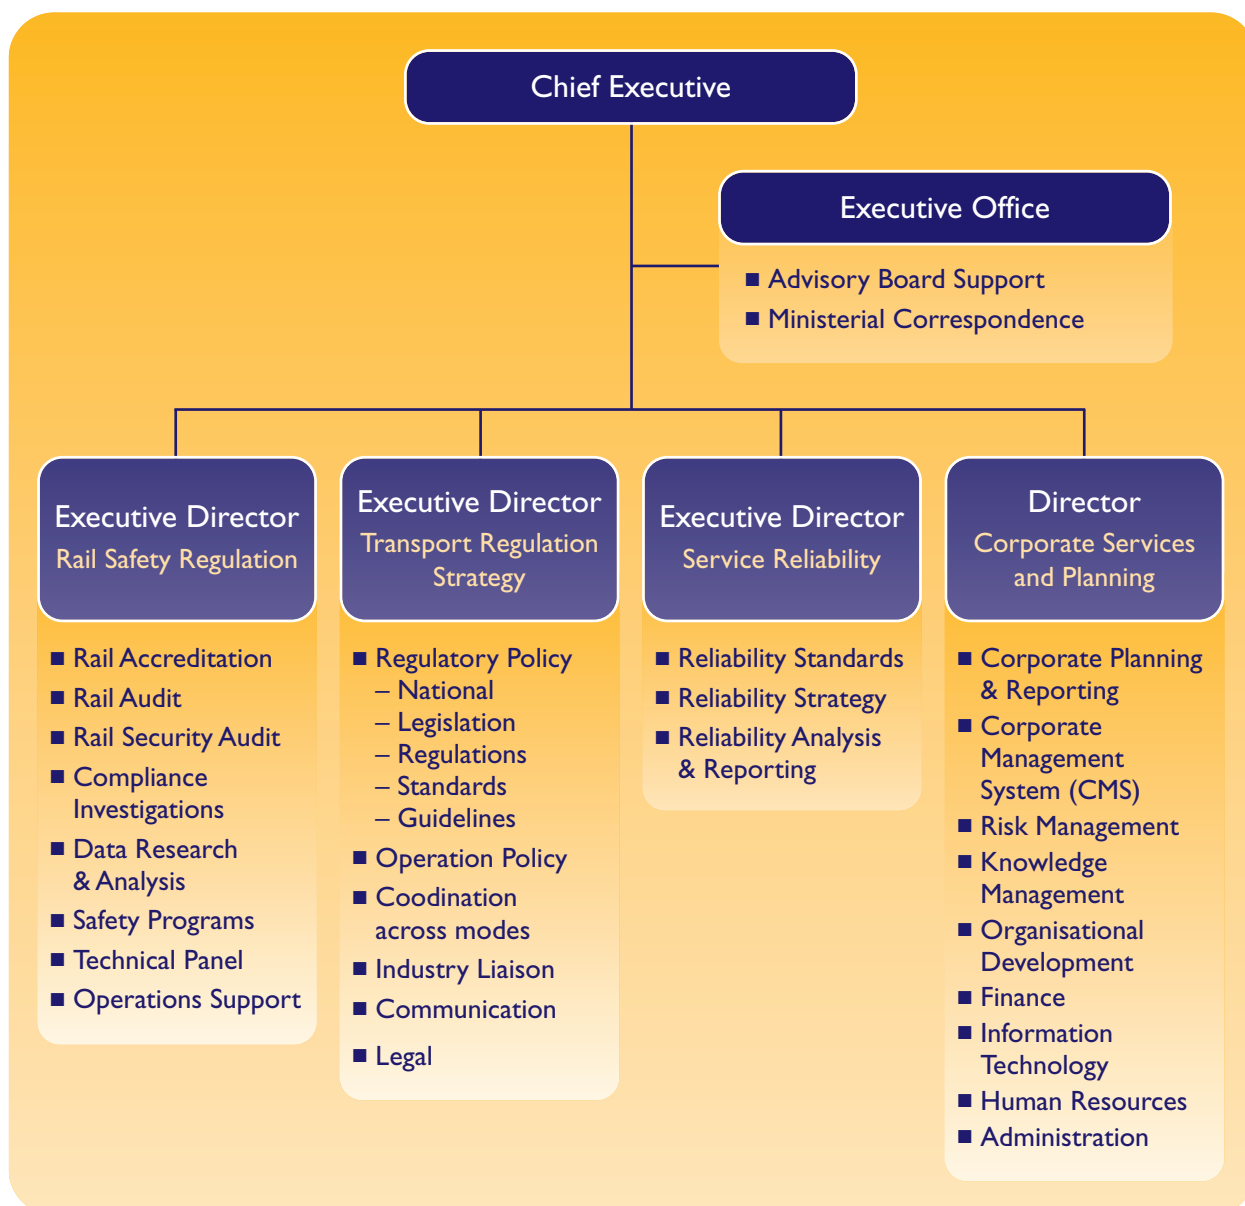 Chief Executive
Executive Office
■ Advisory Board Support
■ Ministerial Correspondence
Executive Director
Rail Safety Regulation
■ Rail Accreditation
■ Rail Audit
■ Rail Security Audit
■ Compliance
Investigations
■ Data Research
& Analysis
■ Safety Programs
■ Technical Panel
■ Operations Support
Executive Director
Transport Regulation
Strategy
■ Regulatory Policy
– National
– Legislation
– Regulations
– Standards
– Guidelines
■ Operation Policy
■ Coodination
across modes
■ Industry Liaison
■ Communication
■ Legal
Executive Director
Service Reliability
■ Reliability Standards
■ Reliability Strategy
■ Reliability Analysis
& Reporting
Director
Corporate Services
and Planning
■ Corporate Planning
& Reporting
■ Corporate
Management
System (CMS)
■ Risk Management
■ Knowledge
Management
■ Organisational
Development
■ Finance
■ Information
Technology
■ Human Resources
■ Administration